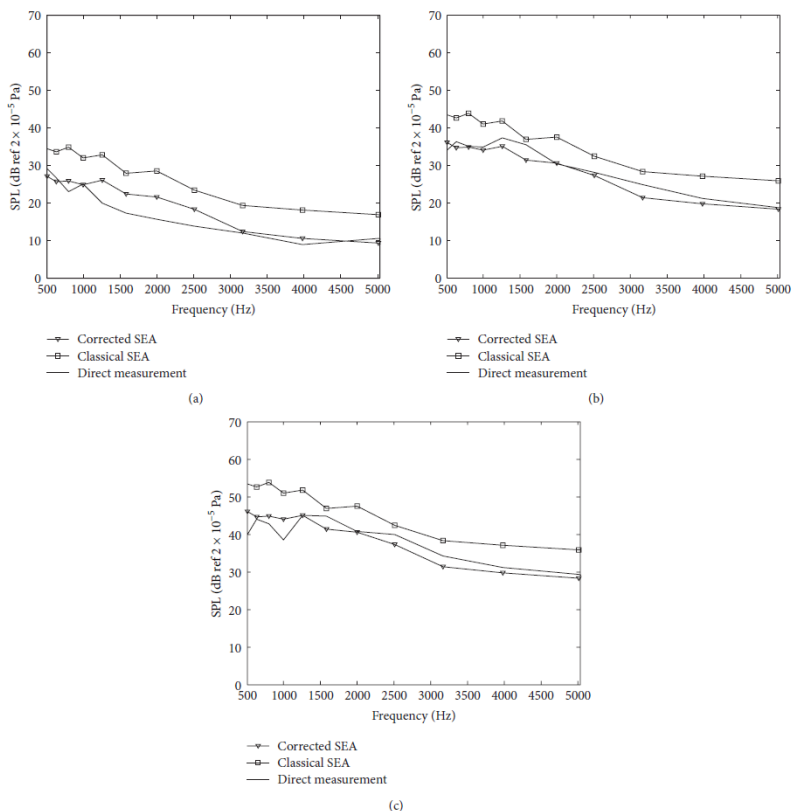 70
60
50
40
30
20
10
0
SPL (dB ref 2 × 10⁻⁵ Pa)
500 1000 1500 2000 2500 3000 3500 4000 4500 5000
Frequency (Hz)
Corrected SEA
Classical SEA
Direct measurement
(a)
70
60
50
40
30
20
10
0
SPL (dB ref 2 × 10⁻⁵ Pa)
500 1000 1500 2000 2500 3000 3500 4000 4500 5000
Frequency (Hz)
Corrected SEA
Classical SEA
Direct measurement
(b)
70
60
50
40
30
20
10
0
SPL (dB ref 2 × 10⁻⁵ Pa)
500 1000 1500 2000 2500 3000 3500 4000 4500 5000
Frequency (Hz)
Corrected SEA
Classical SEA
Direct measurement
(c)